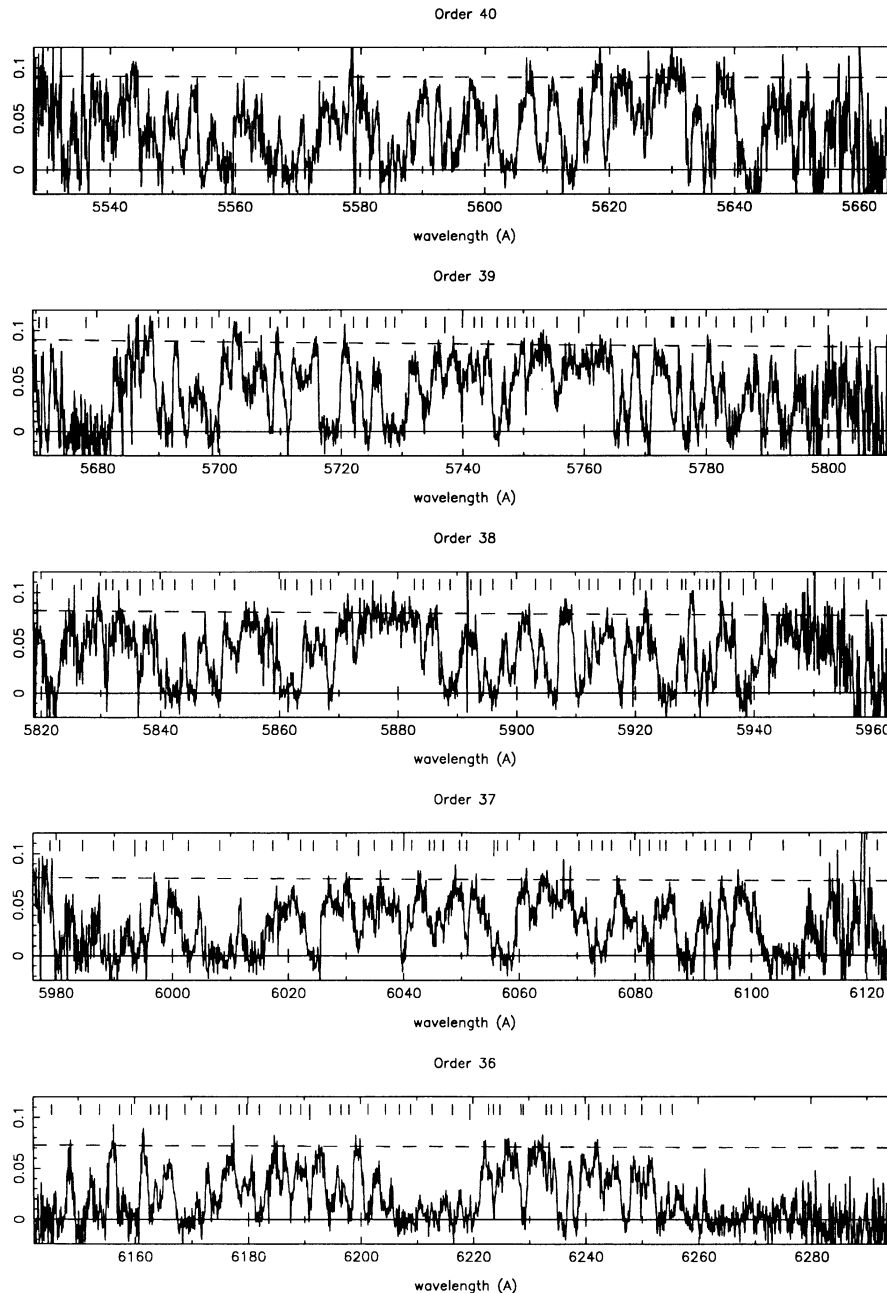 Order 40
0 0.05 0.1
5540 5560 5580 5600 5620 5640 5660
wavelength (A)
Order 39
0 0.05 0.1
5680 5700 5720 5740 5760 5780 5800
wavelength (A)
Order 38
0 0.05 0.1
5820 5840 5860 5880 5900 5920 5940 5960
wavelength (A)
Order 37
0 0.05 0.1
5980 6000 6020 6040 6060 6080 6100 6120
wavelength (A)
Order 36
0 0.05 0.1
6160 6180 6200 6220 6240 6260 6280
wavelength (A)